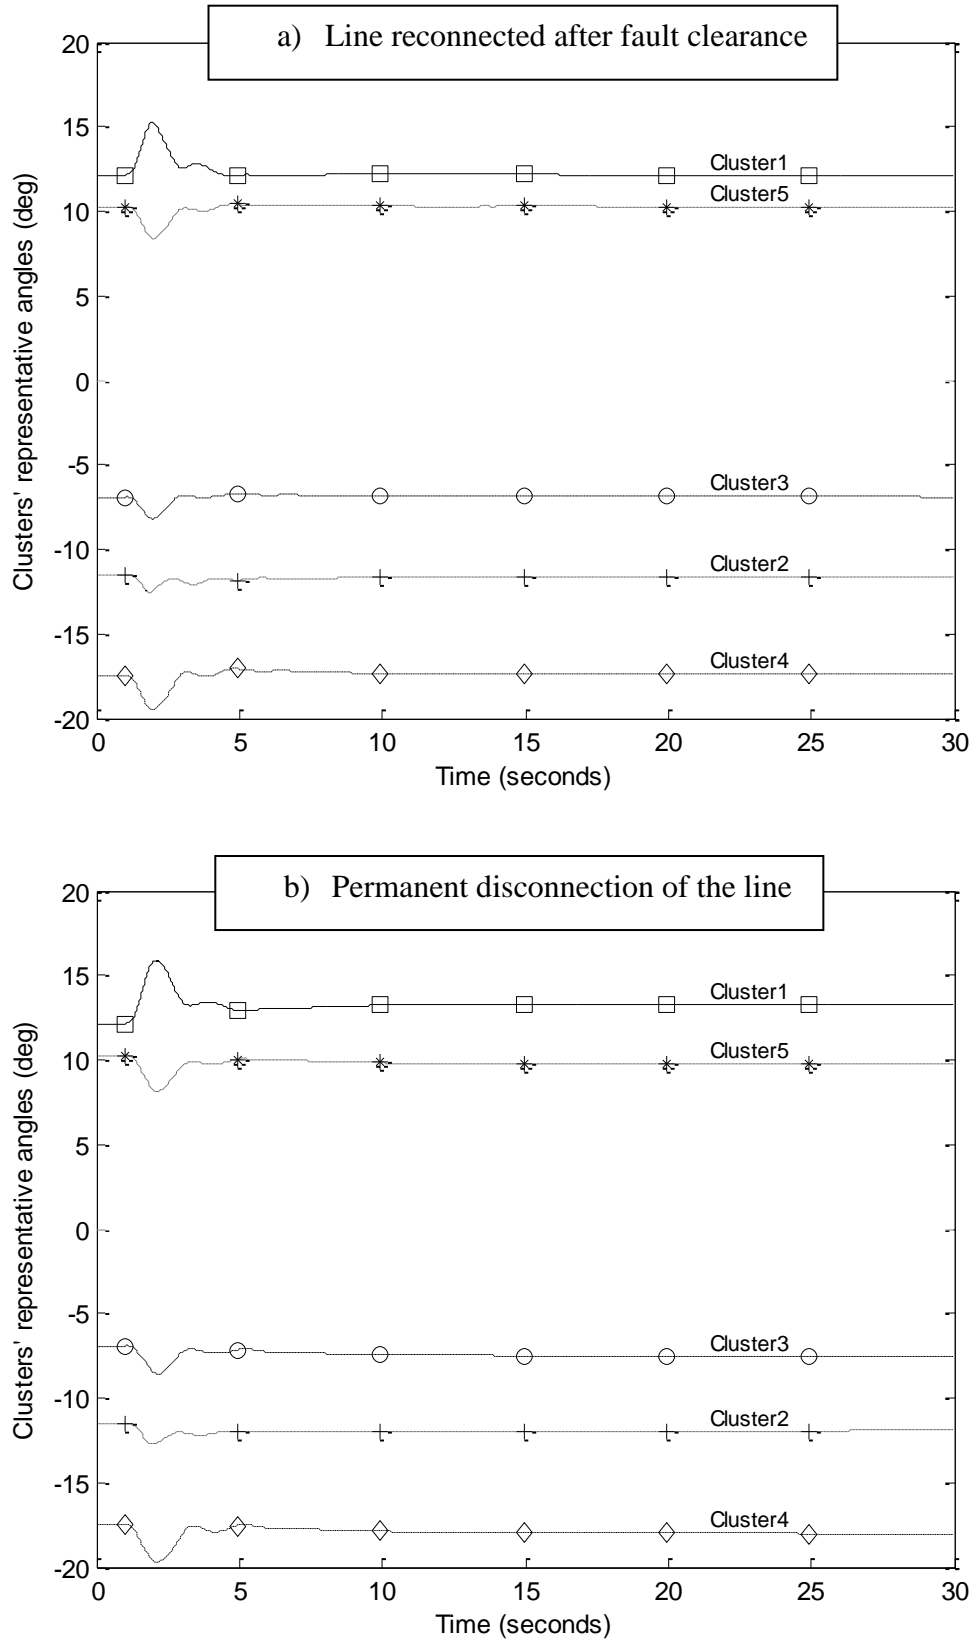 a) Line reconnected after fault clearance
20
15
10
5
0
-5
-10
-15
-20
Clusters' representative angles (deg)
Cluster1
Cluster5
Cluster3
Cluster2
Cluster4
0 5 10 15 20 25 30
Time (seconds)
b) Permanent disconnection of the line
20
15
10
5
0
-5
-10
-15
-20
Clusters' representative angles (deg)
Cluster1
Cluster5
Cluster3
Cluster2
Cluster4
0 5 10 15 20 25 30
Time (seconds)